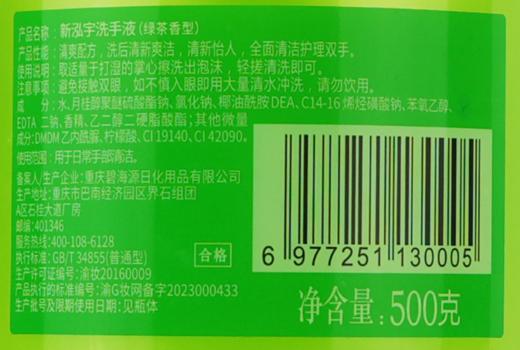 产品名称：新泓宇洗手液（绿茶香型）
产品性能：清爽配方，洗后清新爽洁，清新怡人，全面清洁护理双手。
使用说明：取适量于打湿的掌心擦洗出泡沫，轻搓清洗即可。
注意事项：避免接触双眼，如不慎入眼即用大量清水冲洗，请勿饮用。
成 分：水、月桂醇聚醚硫酸酯钠、氯化钠、椰油酰胺DEA、C14-16烯烃磺酸钠、苯氧乙醇、
EDTA 二钠、香精、乙二醇二硬脂酸酯；其他微量
成分:DMDM乙内酰脲、柠檬酸、CI 19140、CI 42090。
使用范围：用于日常手部清洁。
备案人/生产企业：重庆碧海源日化用品有限公司
生产地址：重庆市巴南经济园区界石组团
A区石桂大道厂房
邮编:401346
服务热线:400-108-6128
执行标准:GB/T 34855(普通型)
生产许可证编号：渝妆20160009
产品执行的标准编号：渝G妆网备字2023000433
生产批号及限期使用日期：见瓶体
合格
6 977251 130005
净含量:500克